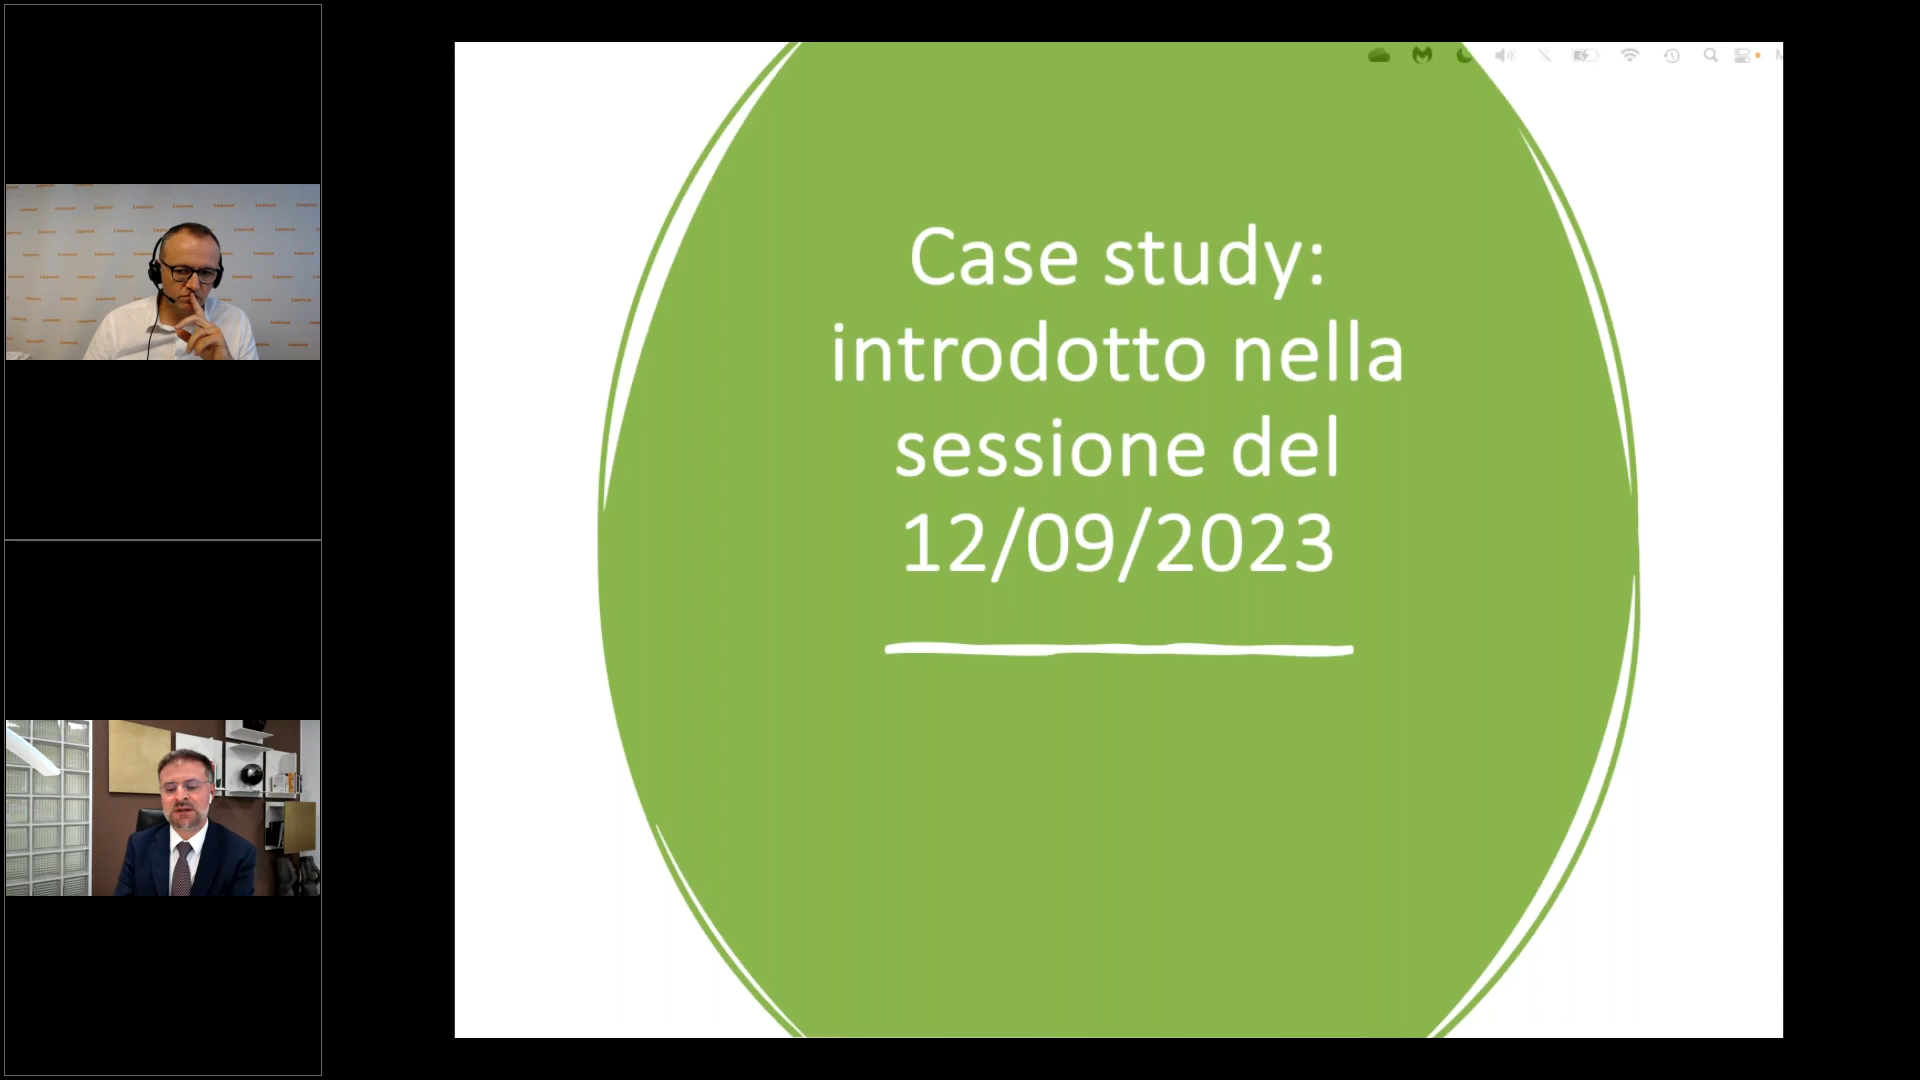 Case study:
introdotto nella
sessione del
12/09/2023